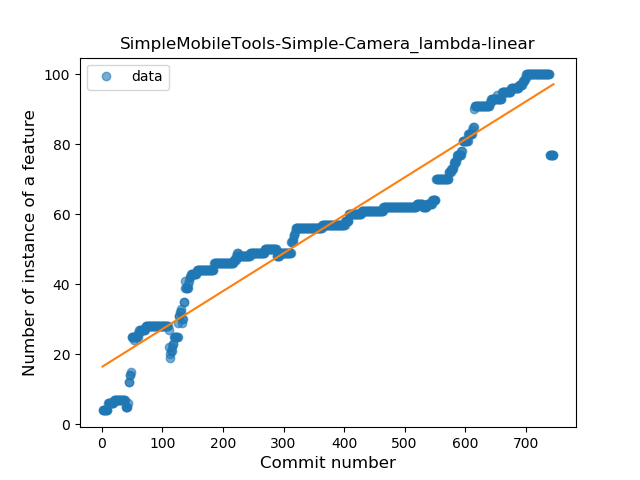 SimpleMobileTools-Simple-Camera_lambda-linear
data
Number of instance of a feature
100
80
60
40
20
0
0 100 200 300 400 500 600 700
Commit number